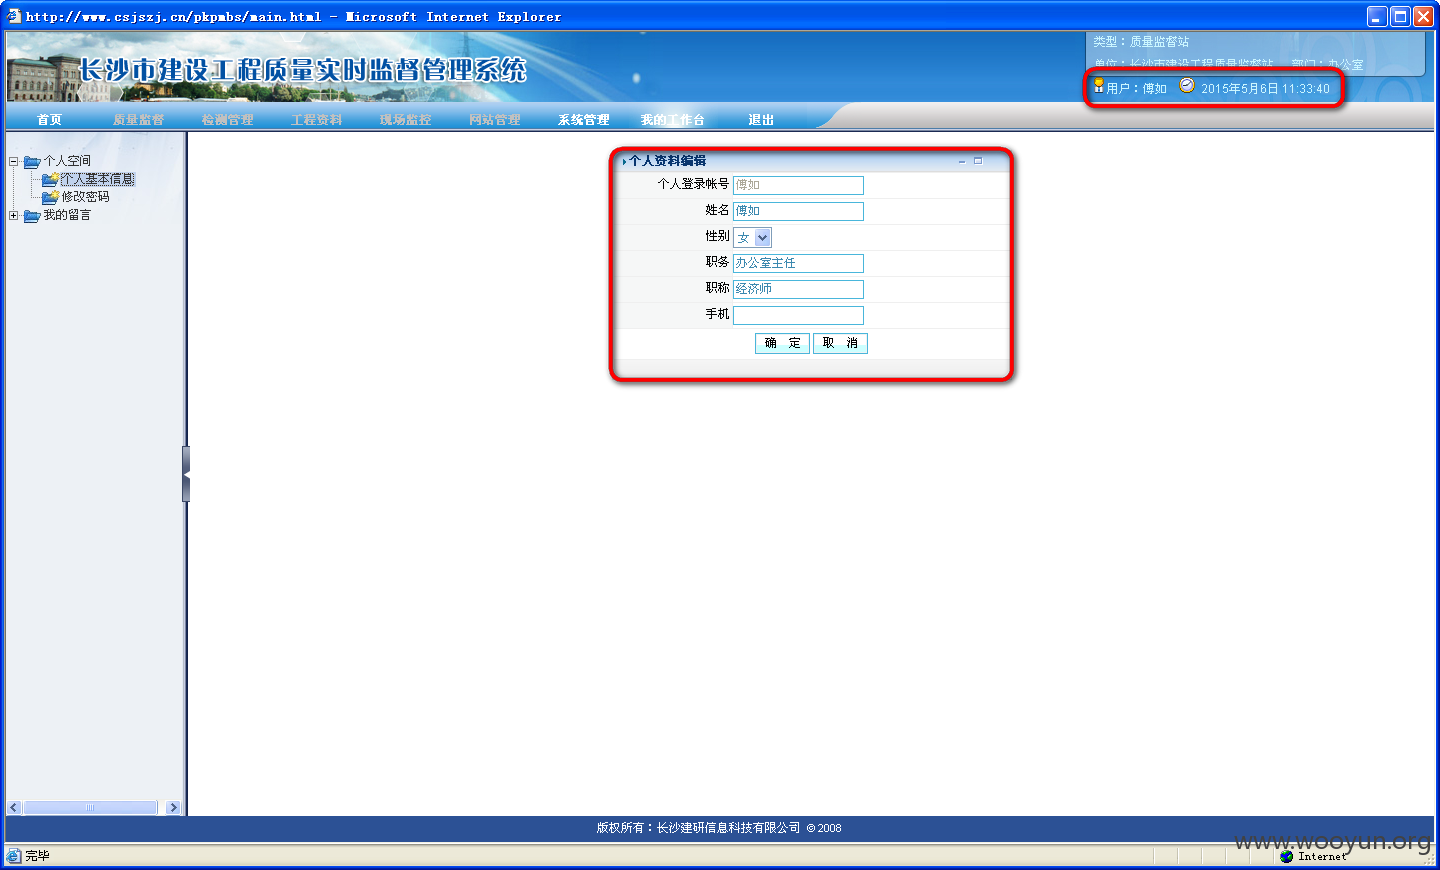 http://www.csjszj.cn/pkpmbs/main.html - Microsoft Internet Explorer
长沙市建设工程质量实时监督管理系统
类型：质量监督站
单位：长沙市建设工程质量监督站 部门：办公室
用户：傅如 2015年5月6日 11:33:40
首页 质量监督 检测管理 工程资料 现场监控 网站管理 系统管理 我的工作台 退出
个人空间
个人基本信息
修改密码
我的留言
个人资料编辑
个人登录帐号 傅如
姓名 傅如
性别 女
职务 办公室主任
职称 经济师
手机
确 定 取 消
版权所有：长沙建研信息科技有限公司 ©2008
www.wooyun.org
完毕
Internet